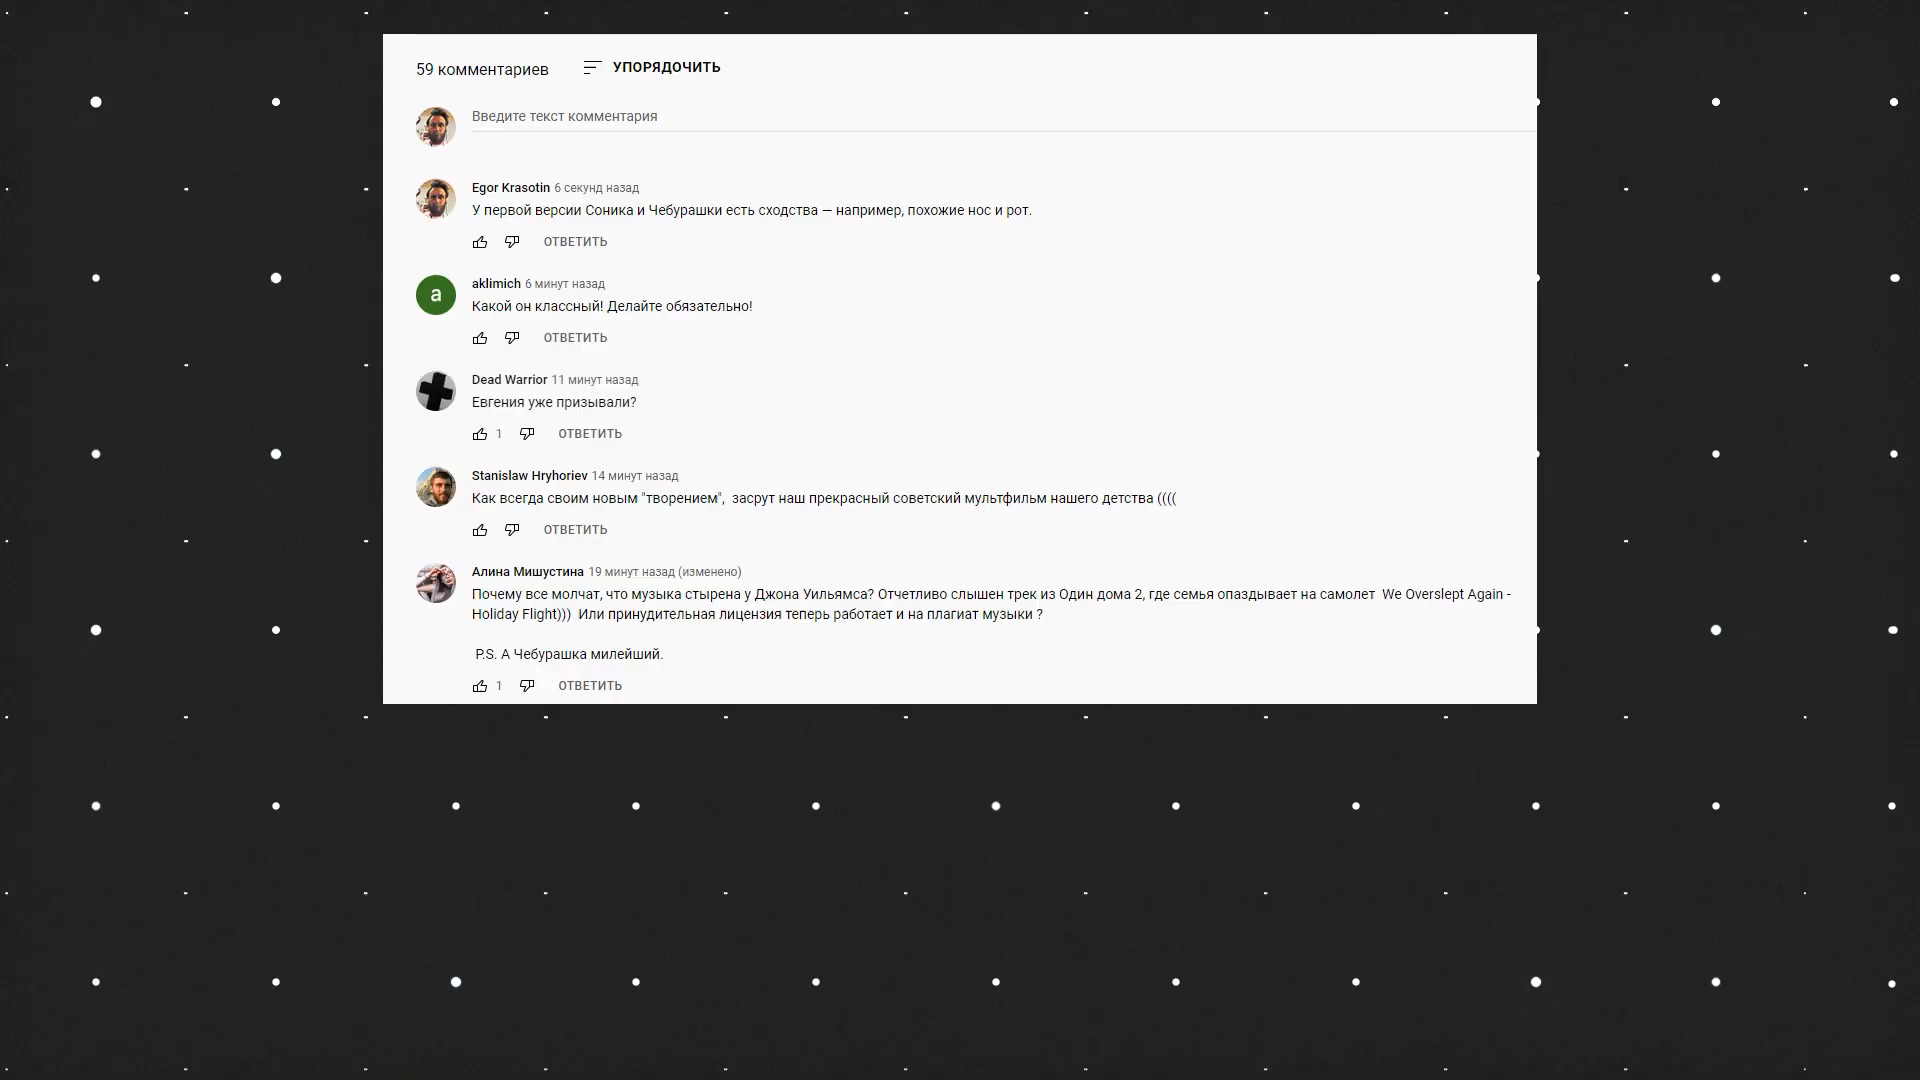 59 комментариев УПОРЯДОЧИТЬ
Введите текст комментария
Egor Krasotin 6 секунд назад
У первой версии Соника и Чебурашки есть сходства — например, похожие нос и рот.
ОТВЕТИТЬ
a
aklimich 6 минут назад
Какой он классный! Делайте обязательно!
ОТВЕТИТЬ
Dead Warrior 11 минут назад
Евгения уже призывали?
1 ОТВЕТИТЬ
Stanislaw Hryhoriev 14 минут назад
Как всегда своим новым "творением",  засрут наш прекрасный советский мультфильм нашего детства ((((
ОТВЕТИТЬ
Алина Мишустина 19 минут назад (изменено)
Почему все молчат, что музыка стырена у Джона Уильямса? Отчетливо слышен трек из Один дома 2, где семья опаздывает на самолет  We Overslept Again -
Holiday Flight)))  Или принудительная лицензия теперь работает и на плагиат музыки ?
P.S. А Чебурашка милейший.
1 ОТВЕТИТЬ